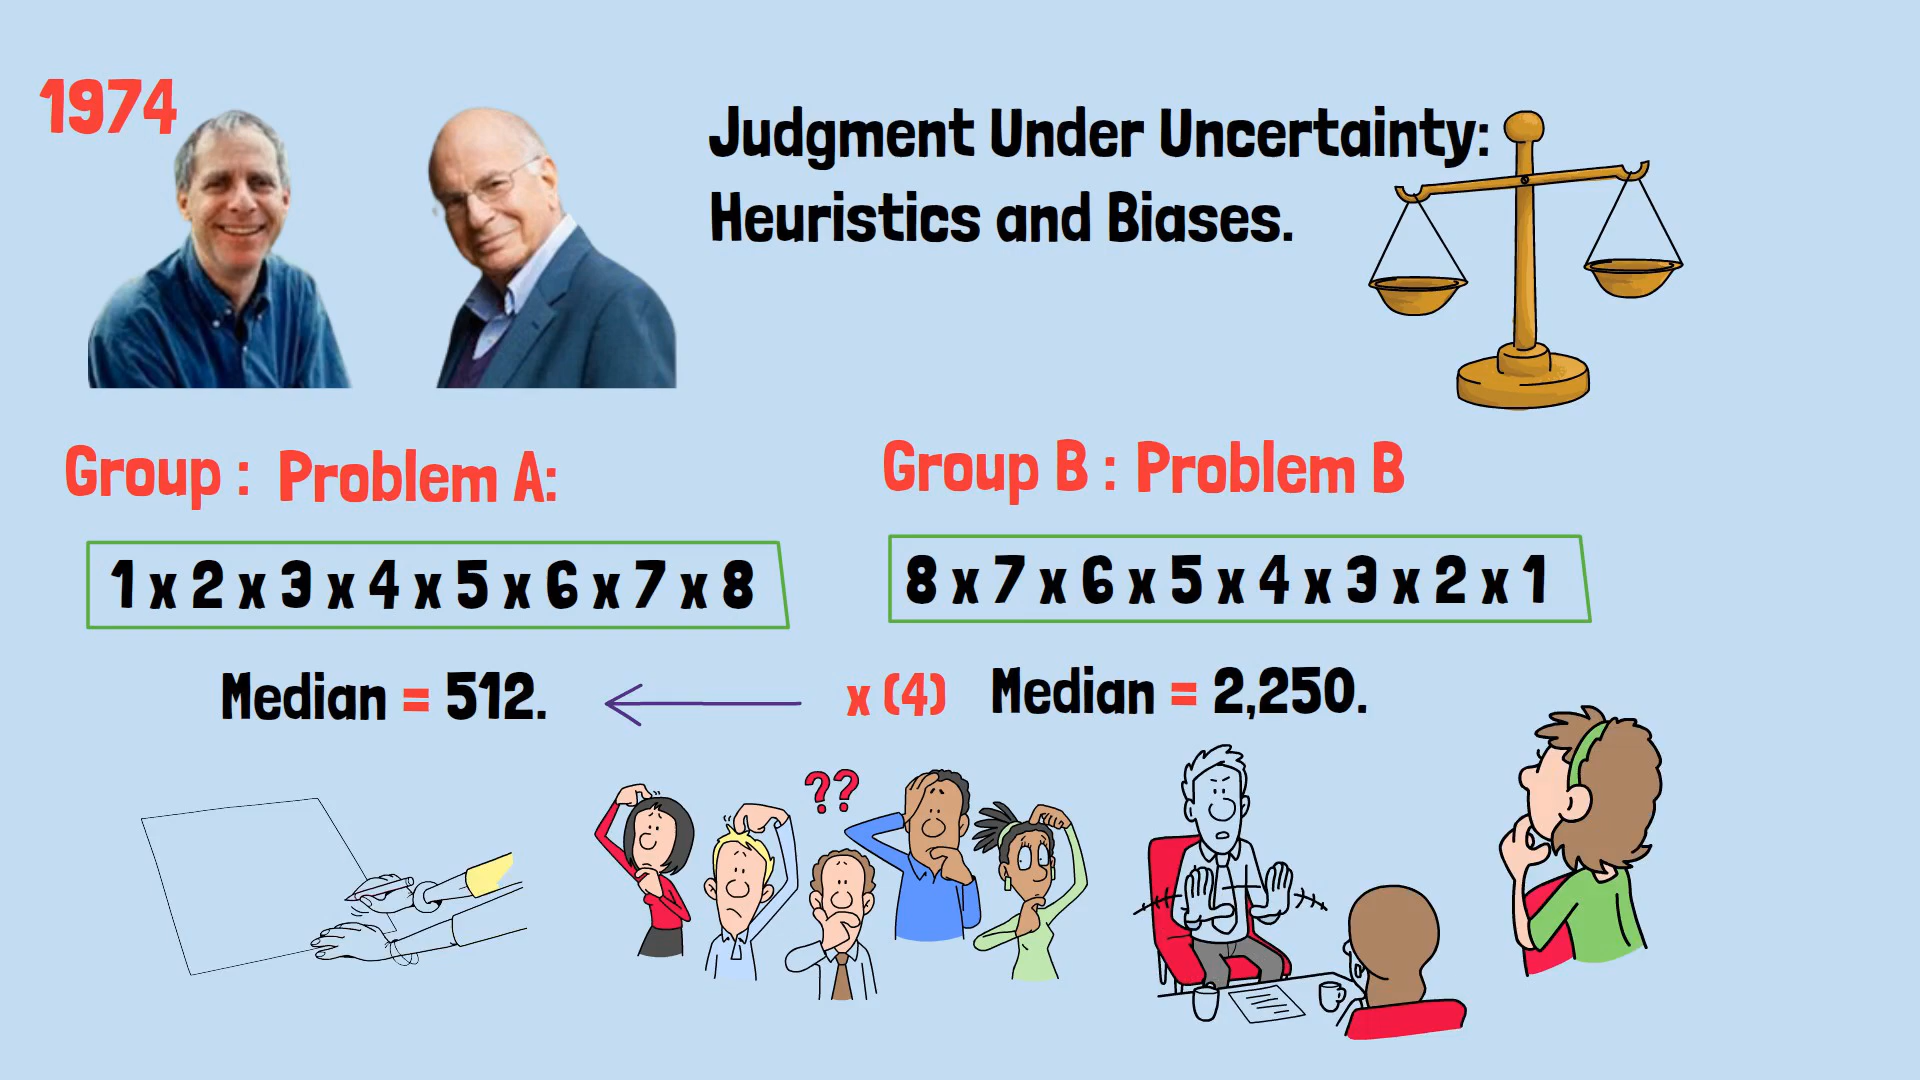 1974
Judgment Under Uncertainty:
Heuristics and Biases.
Group : Problem A:
Group B : Problem B
1 x 2 x 3 x 4 x 5 x 6 x 7 x 8
8 x 7 x 6 x 5 x 4 x 3 x 2 x 1
Median = 512.
x (4) Median = 2,250.
??